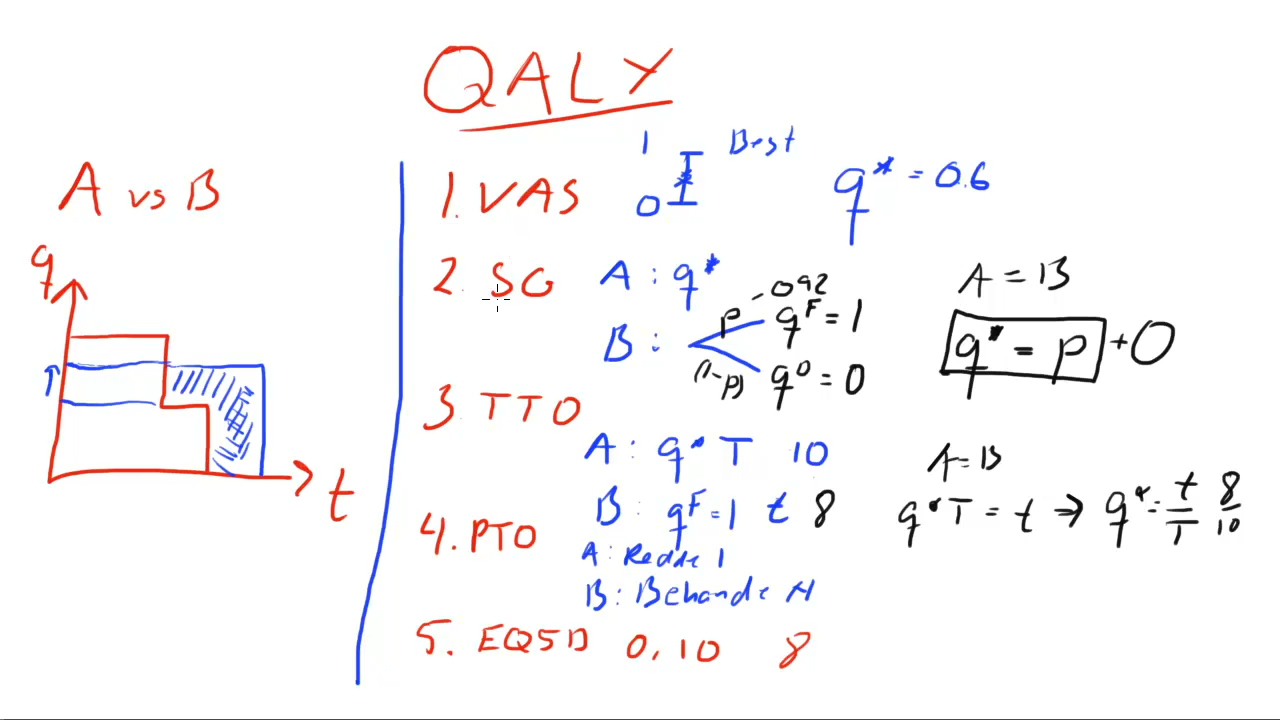 QALY
A vs B
q
t
1. VAS
1
0
Best
q* = 0.6
2. SG
A : q*
B :
p - 0.92
q^F = 1
(1-p)
q^0 = 0
A = B
q* = p + 0
3. TTO
A : q* T 10
B : q^F = 1 t 8
A = B
q* T = t ⇒ q* = t/T 8/10
4. PTO
A : Redde 1
B : Behandle N
5. EQ5D 0, 10 8